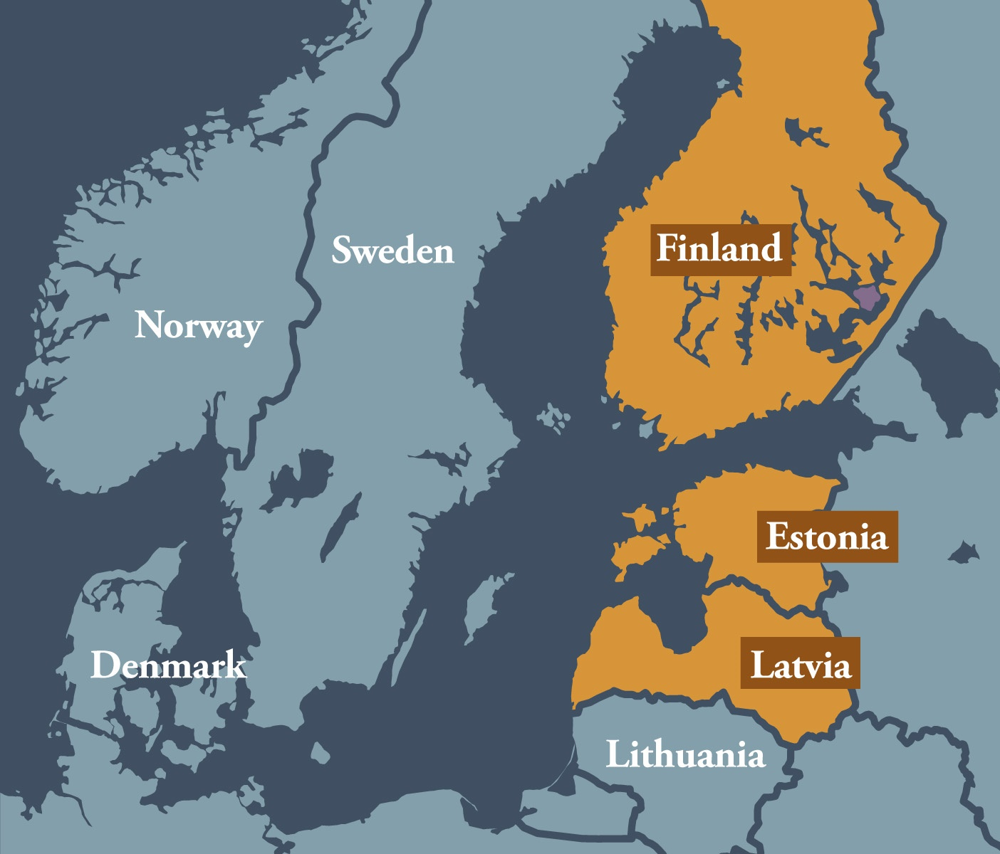 Finland
Sweden
Norway
Estonia
Denmark
Latvia
Lithuania